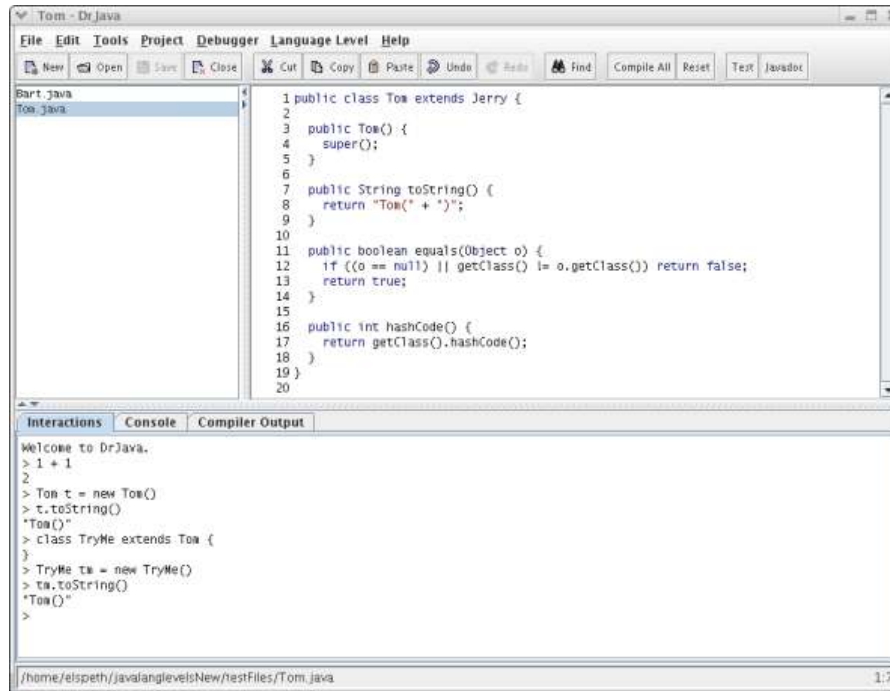 Tom - DrJava
File Edit Tools Project Debugger Language Level Help
New Open Save Close Cut Copy Paste Undo Redo Find Compile All Reset Test Javadoc
Bart.java
Tom.java
1 public class Tom extends Jerry {
2
3 public Tom() {
4 super();
5 }
6
7 public String toString() {
8 return "Tom(" + ")";
9 }
10
11 public boolean equals(Object o) {
12 if ((o == null) || getClass() != o.getClass()) return false;
13 return true;
14 }
15
16 public int hashCode() {
17 return getClass().hashCode();
18 }
19 }
20
Interactions Console Compiler Output
Welcome to DrJava.
> 1 + 1
2
> Tom t = new Tom()
> t.toString()
"Tom()"
> class TryMe extends Tom {
}
> TryMe tm = new TryMe()
> tm.toString()
"Tom()"
>
/home/elspeth/javalanglevelsNew/testFiles/Tom.java